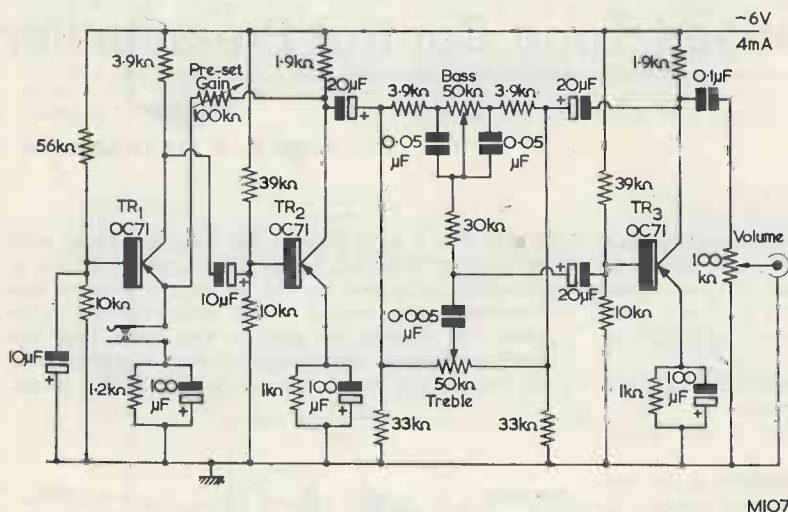 -6V
4mA
3·9kΩ
Pre-set
Gain
100kΩ
1·9kΩ
20µF
+
3·9kΩ
Bass
50kΩ
3·9kΩ
20µF
+
1·9kΩ
0·1µF
56kΩ
0·05
µF
0·05
µF
39kΩ
39kΩ
TR1
OC71
TR2
OC71
30kΩ
TR3
OC71
Volume
100
kΩ
+
10µF
+
20µF
10kΩ
10kΩ
0·005
µF
10kΩ
10µF
+
1·2kΩ
100
µF
+
1kΩ
100
µF
+
50kΩ
Treble
33kΩ
33kΩ
1kΩ
100
µF
+
M107